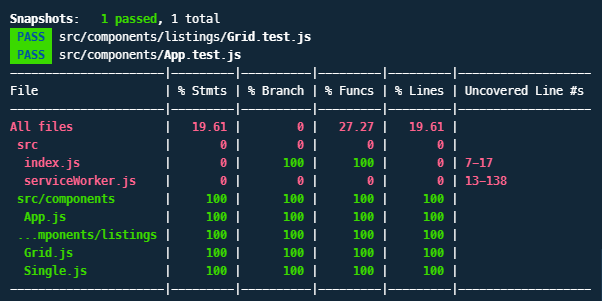 Snapshots:   1 passed, 1 total
PASS src/components/listings/Grid.test.js
PASS src/components/App.test.js
----------------------|---------|----------|---------|---------|-------------------
File                  | % Stmts | % Branch | % Funcs | % Lines | Uncovered Line #s
----------------------|---------|----------|---------|---------|-------------------
All files             |   19.61 |        0 |   27.27 |   19.61 |
 src                  |       0 |        0 |       0 |       0 |
  index.js            |       0 |      100 |     100 |       0 | 7-17
  serviceWorker.js    |       0 |        0 |       0 |       0 | 13-138
 src/components       |     100 |      100 |     100 |     100 |
  App.js              |     100 |      100 |     100 |     100 |
 ...mponents/listings |     100 |      100 |     100 |     100 |
  Grid.js             |     100 |      100 |     100 |     100 |
  Single.js           |     100 |      100 |     100 |     100 |
----------------------|---------|----------|---------|---------|-------------------